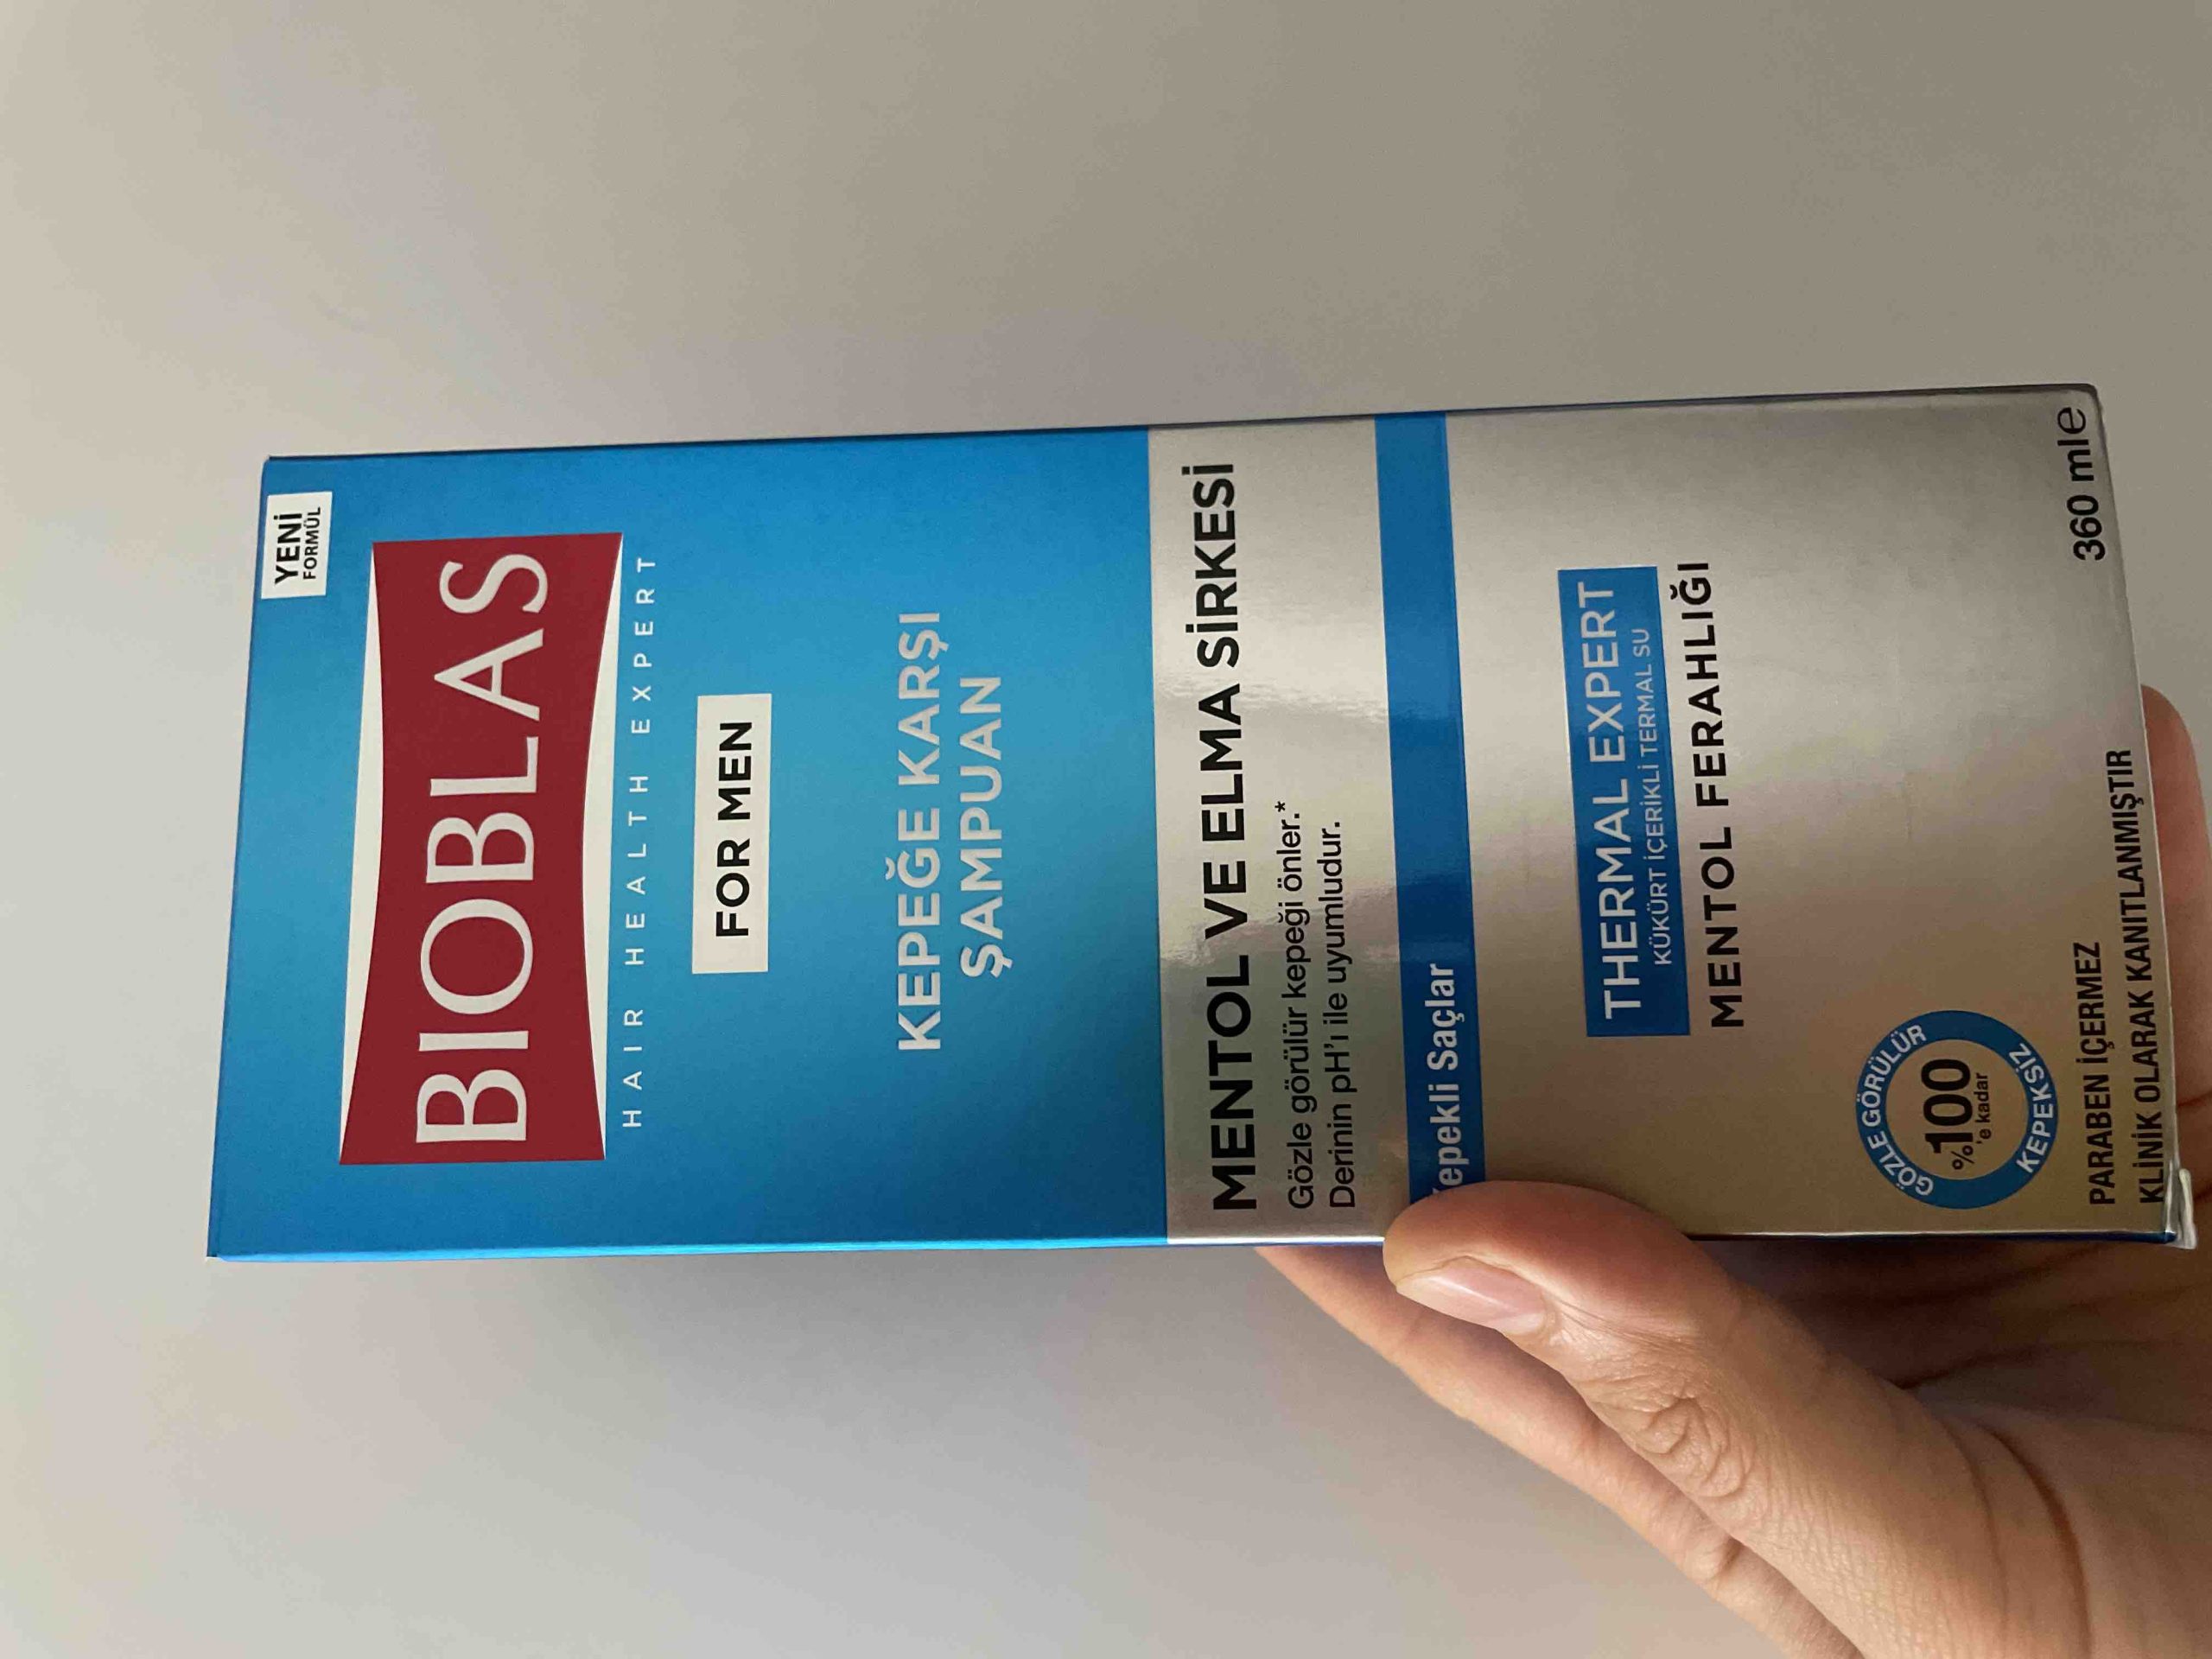 YENİ
FORMÜL
BIOBLAS
HAIR HEALTH EXPERT
FOR MEN
KEPEĞE KARŞI
ŞAMPUAN
MENTOL VE ELMA SİRKESİ
Gözle görülür kepeği önler.*
Derinin pH'ı ile uyumludur.
Kepekli Saçlar
THERMAL EXPERT
KÜKÜRT İÇERİKLİ TERMAL SU
MENTOL FERAHLIĞI
GÖZLE GÖRÜLÜR
%100
'e kadar
KEPEKSİZ
PARABEN İÇERMEZ
KLİNİK OLARAK KANITLANMIŞTIR
360 ml℮